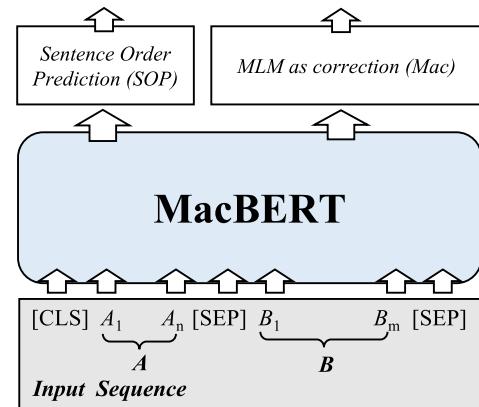 Sentence Order
Prediction (SOP)
MLM as correction (Mac)
MacBERT
[CLS] A1 An [SEP] B1 Bm [SEP]
A B
Input Sequence